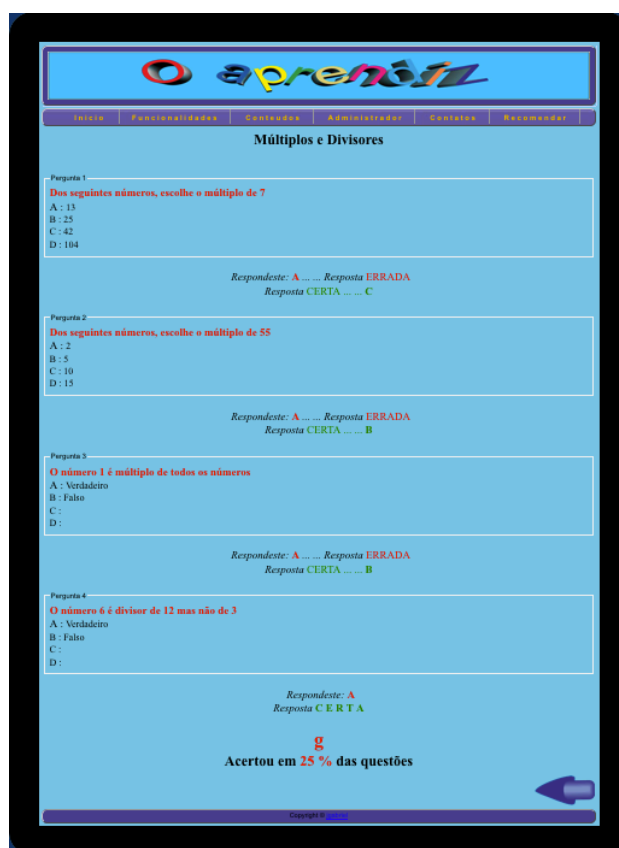 O aprendiz
Início Funcionalidades Conteudos Administrador Contatos Recomendar
Múltiplos e Divisores
Pergunta 1
Dos seguintes números, escolhe o múltiplo de 7
A : 13
B : 25
C : 42
D : 104
Respondeste: A ... ... Resposta ERRADA
Resposta CERTA ... ... C
Pergunta 2
Dos seguintes números, escolhe o múltiplo de 55
A : 2
B : 5
C : 10
D : 15
Respondeste: A ... ... Resposta ERRADA
Resposta CERTA ... ... B
Pergunta 3
O número 1 é múltiplo de todos os números
A : Verdadeiro
B : Falso
C :
D :
Respondeste: A ... ... Resposta ERRADA
Resposta CERTA ... ... B
Pergunta 4
O número 6 é divisor de 12 mas não de 3
A : Verdadeiro
B : Falso
C :
D :
Respondeste: A
Resposta C E R T A
g
Acertou em 25 % das questões
Copyright ©